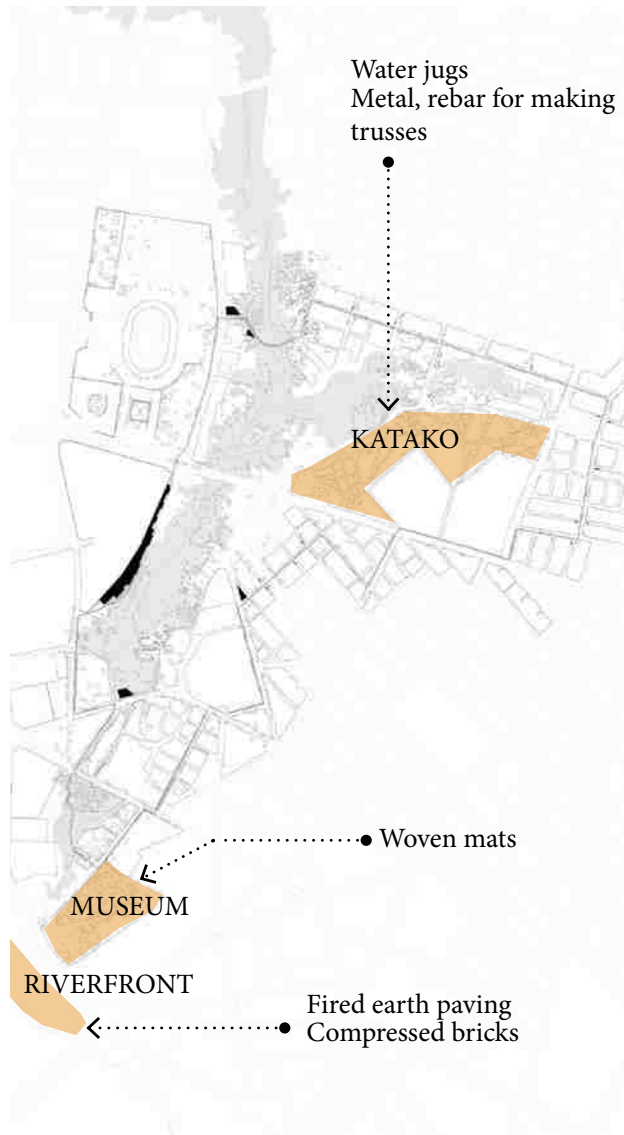 Water jugs
Metal, rebar for making
trusses
KATAKO
Woven mats
MUSEUM
RIVERFRONT
Fired earth paving
Compressed bricks